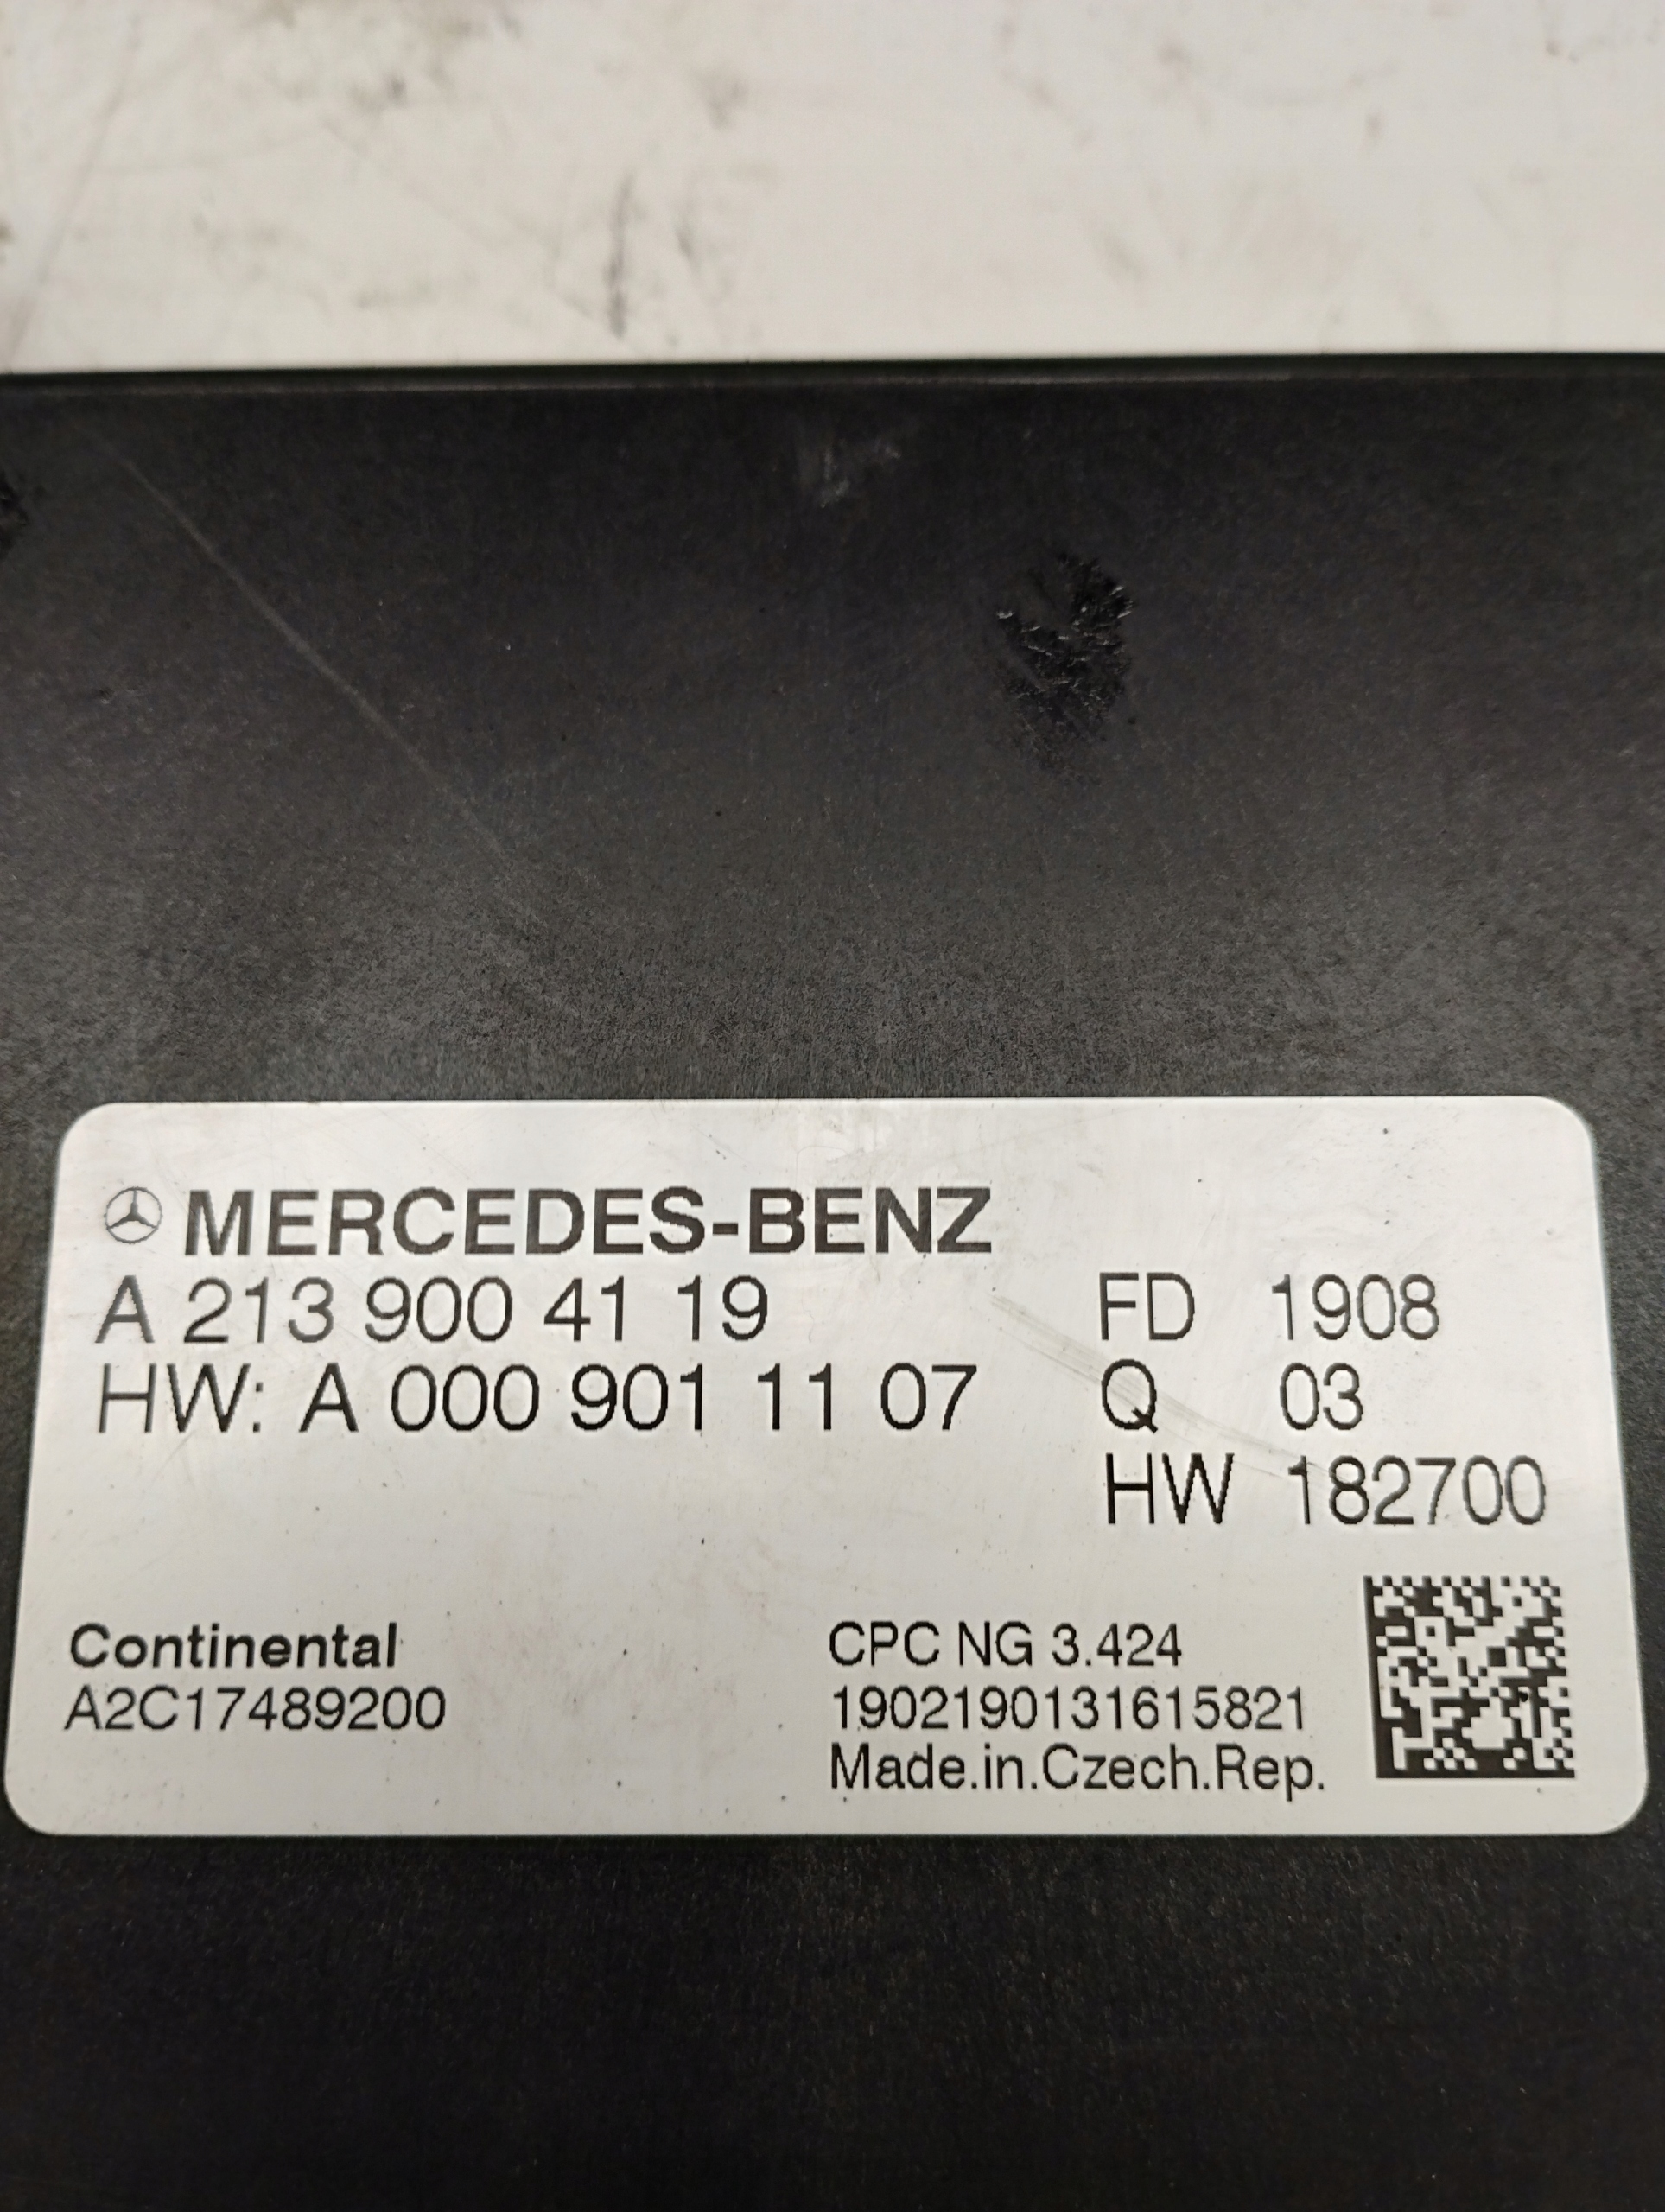 MERCEDES-BENZ
A 213 900 41 19
HW: A 000 901 11 07
FD 1908
Q 03
HW 182700
Continental
A2C17489200
CPC NG 3.424
1902190131615821
Made.in.Czech.Rep.